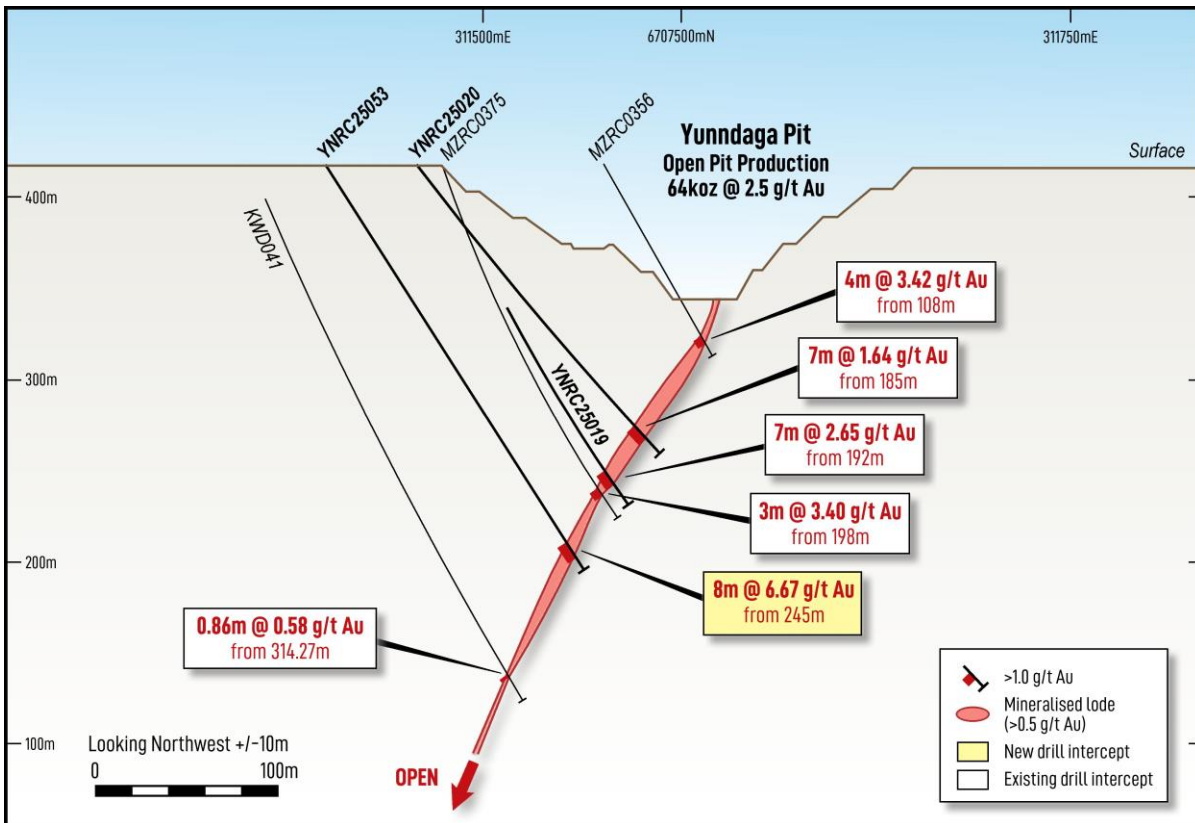 311500mE
6707500mN
311750mE
YNRC25053
YNRC25020
MZRC0375
MZRC0356
KWD041
YNRC25019
Yunndaga Pit
Open Pit Production
64koz @ 2.5 g/t Au
Surface
400m
300m
200m
100m
4m @ 3.42 g/t Au
from 108m
7m @ 1.64 g/t Au
from 185m
7m @ 2.65 g/t Au
from 192m
3m @ 3.40 g/t Au
from 198m
8m @ 6.67 g/t Au
from 245m
0.86m @ 0.58 g/t Au
from 314.27m
OPEN
Looking Northwest +/-10m
0 100m
>1.0 g/t Au
Mineralised lode
(>0.5 g/t Au)
New drill intercept
Existing drill intercept